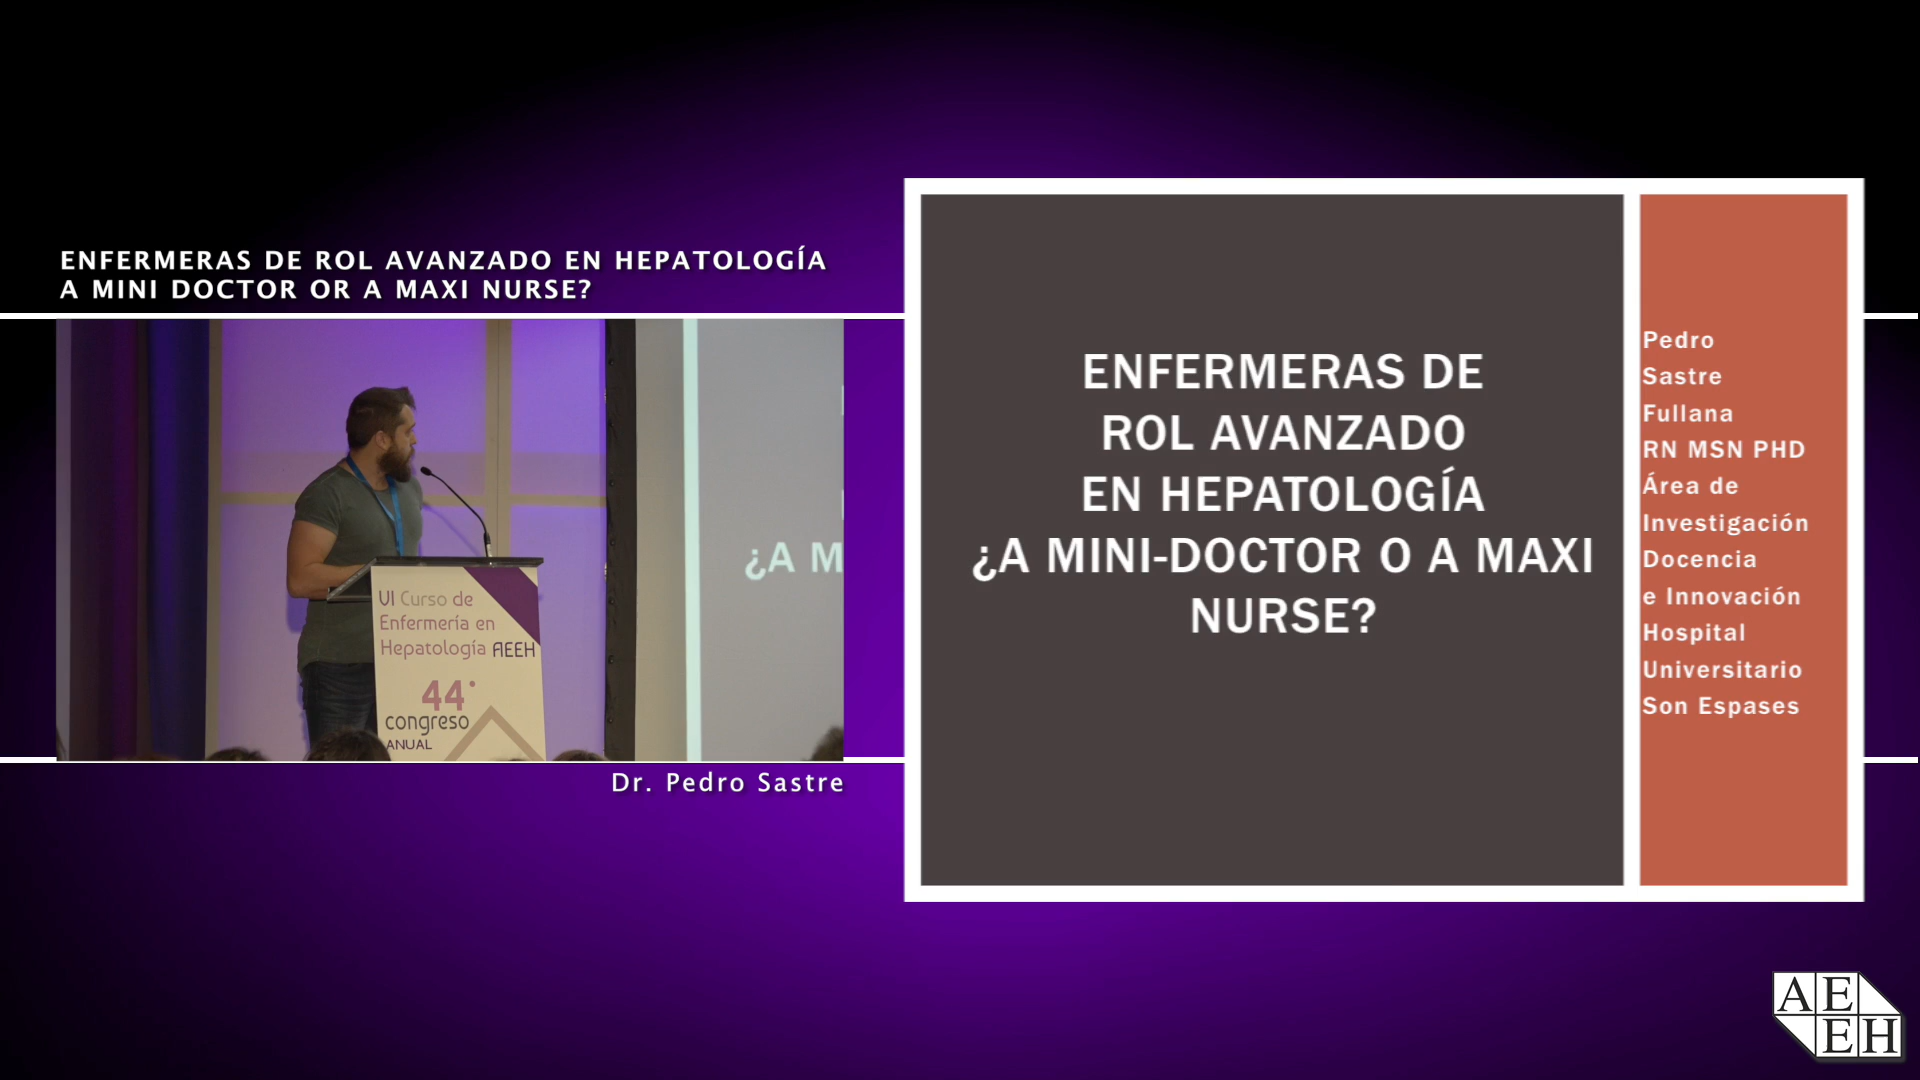 ENFERMERAS DE ROL AVANZADO EN HEPATOLOGÍA
A MINI DOCTOR OR A MAXI NURSE?
¿A M
VI Curso de
Enfermería en
Hepatología AEEH
44°
congreso
ANUAL
Dr. Pedro Sastre
ENFERMERAS DE
ROL AVANZADO
EN HEPATOLOGÍA
¿A MINI-DOCTOR O A MAXI
NURSE?
Pedro
Sastre
Fullana
RN MSN PHD
Área de
Investigación
Docencia
e Innovación
Hospital
Universitario
Son Espases
AE
EH